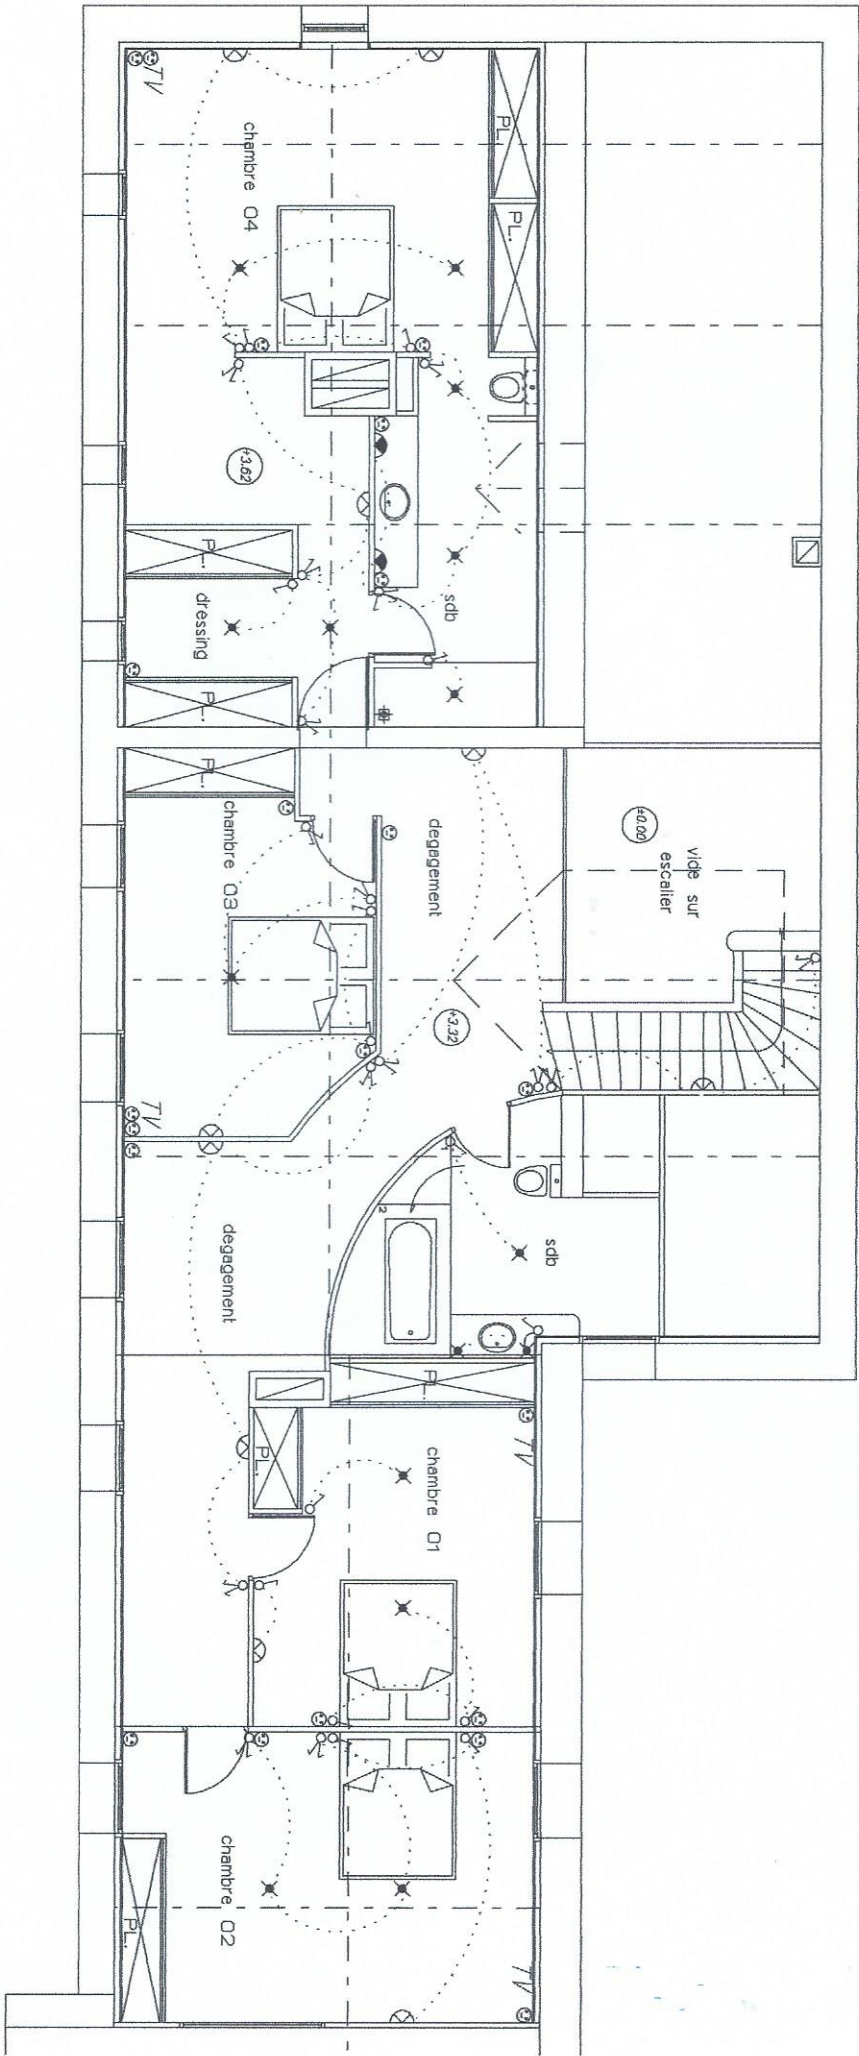 TV
chambre 04
PL.
PL.
+3.62
PL.
dressing
sdb
PL.
PL.
chambre 03
degagement
±0.00
vide sur
escalier
+3.32
TV
degagement
sdb
2
PL.
PL.
TV
chambre 01
chambre 02
PL.
TV